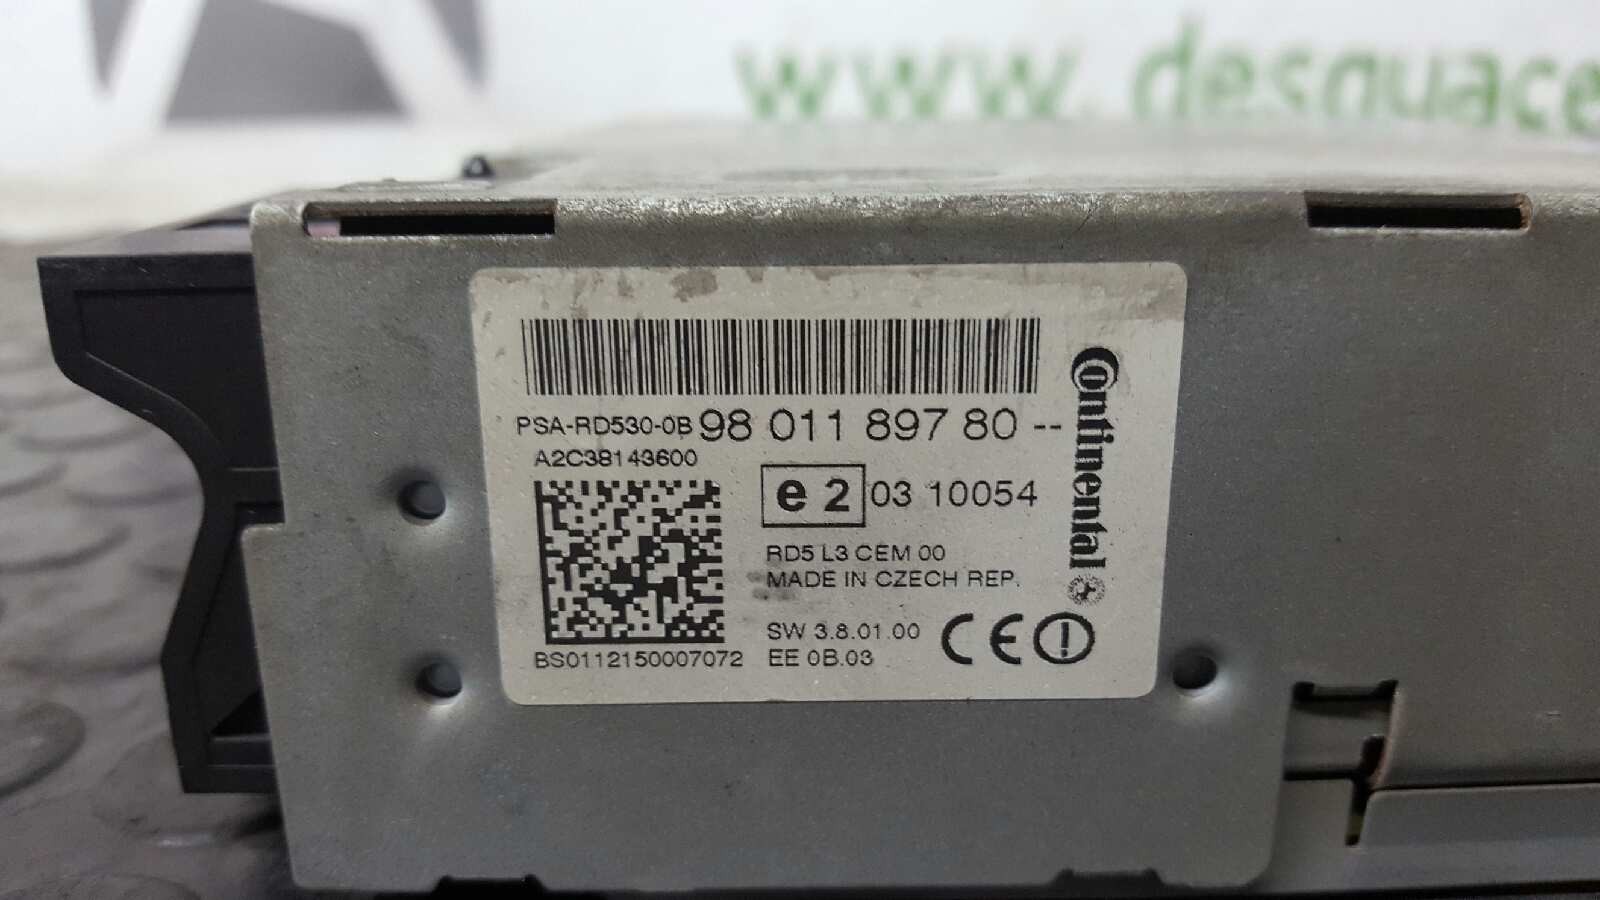 www.desguace
PSA-RD530-0B 98 011 897 80 --
A2C38143600
e2 03 10054
RD5 L3 CEM 00
MADE IN CZECH REP.
SW 3.8.01.00
BS0112150007072 EE 0B.03
CE
Continental